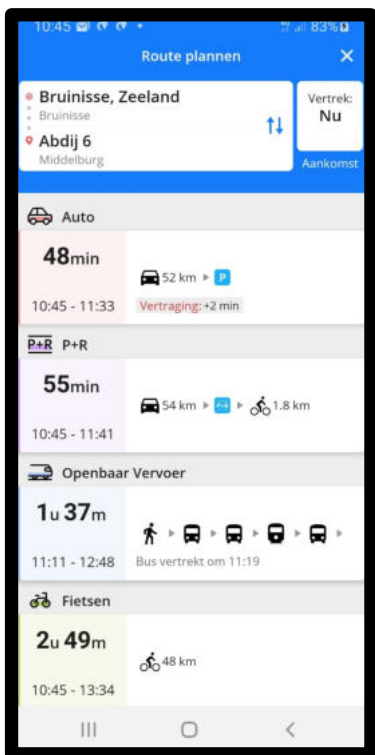 10:45 83%
Route plannen
Bruinisse, Zeeland
Bruinisse
Abdij 6
Middelburg
Vertrek:
Nu
Aankomst
Auto
48min
10:45 - 11:33
52 km P
Vertraging: +2 min
P+R P+R
55min
10:45 - 11:41
54 km 1.8 km
Openbaar Vervoer
1u 37m
11:11 - 12:48
Bus vertrekt om 11:19
Fietsen
2u 49m
10:45 - 13:34
48 km